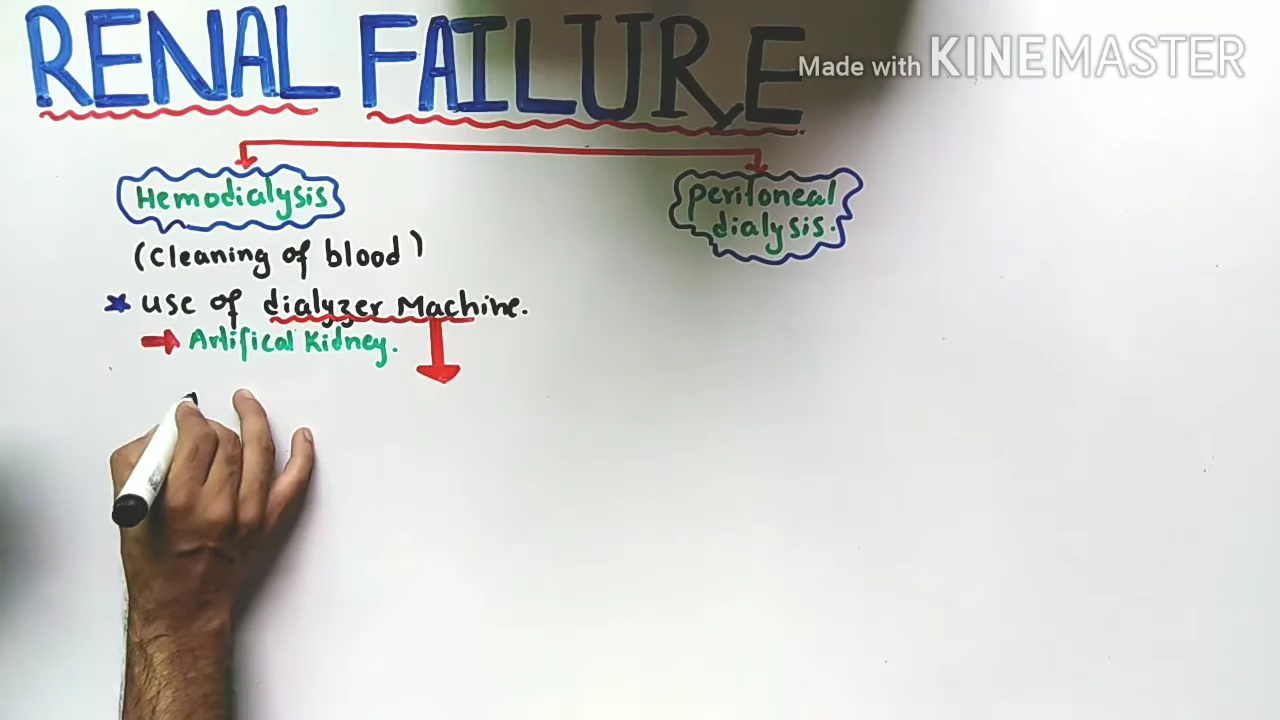 RENAL FAILURE
Made with KINEMASTER
Hemodialysis
(Cleaning of blood)
use of dialyzer Machine.
Artifical Kidney.
peritoneal
dialysis.